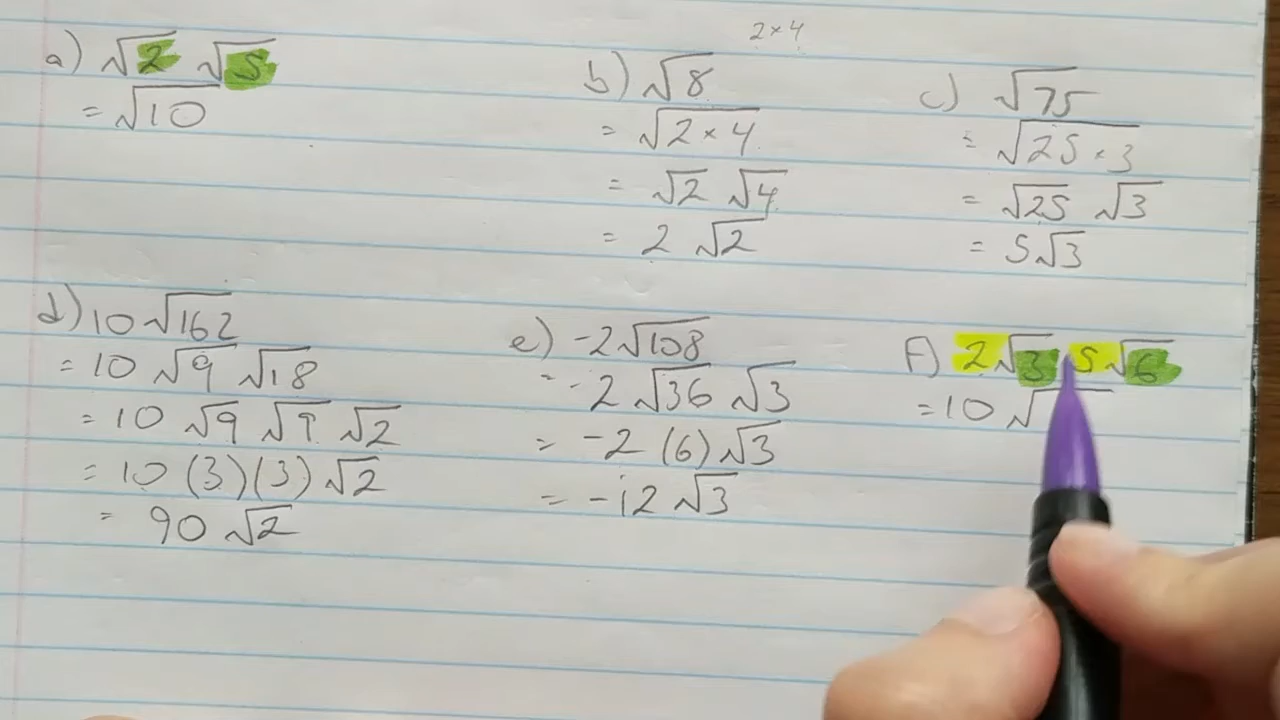 2×4
a) √2 √5
= √10
b) √8
= √2×4
= √2 √4
= 2 √2
c) √75
= √25×3
= √25 √3
= 5√3
d) 10√162
= 10 √9 √18
= 10 √9 √9 √2
= 10 (3)(3) √2
= 90 √2
e) -2√108
= -2 √36 √3
= -2 (6) √3
= -12 √3
F) 2√3 5√6
= 10 √